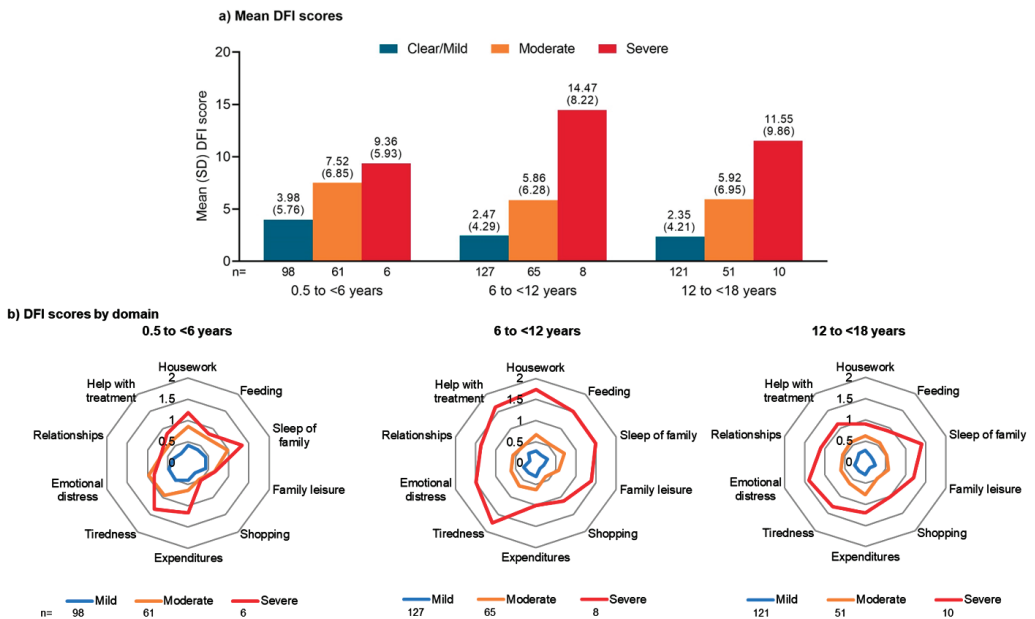 a) Mean DFI scores
Clear/Mild Moderate Severe
Mean (SD) DFI score
20
15
10
5
0
3.98
(5.76)
7.52
(6.85)
9.36
(5.93)
2.47
(4.29)
5.86
(6.28)
14.47
(8.22)
2.35
(4.21)
5.92
(6.95)
11.55
(9.86)
n= 98 61 6 127 65 8 121 51 10
0.5 to <6 years 6 to <12 years 12 to <18 years
b) DFI scores by domain
0.5 to <6 years
Housework
Feeding
Sleep of
family
Family leisure
Shopping
Expenditures
Tiredness
Emotional
distress
Relationships
Help with
treatment
2
1.5
1
0.5
0
Mild Moderate Severe
n= 98 61 6
6 to <12 years
Housework
Feeding
Sleep of family
Family leisure
Shopping
Expenditures
Tiredness
Emotional
distress
Relationships
Help with
treatment
2
1.5
1
0.5
0
Mild Moderate Severe
127 65 8
12 to <18 years
Housework
Feeding
Sleep of family
Family leisure
Shopping
Expenditures
Tiredness
Emotional
distress
Relationships
Help with
treatment
2
1.5
1
0.5
0
Mild Moderate Severe
121 51 10